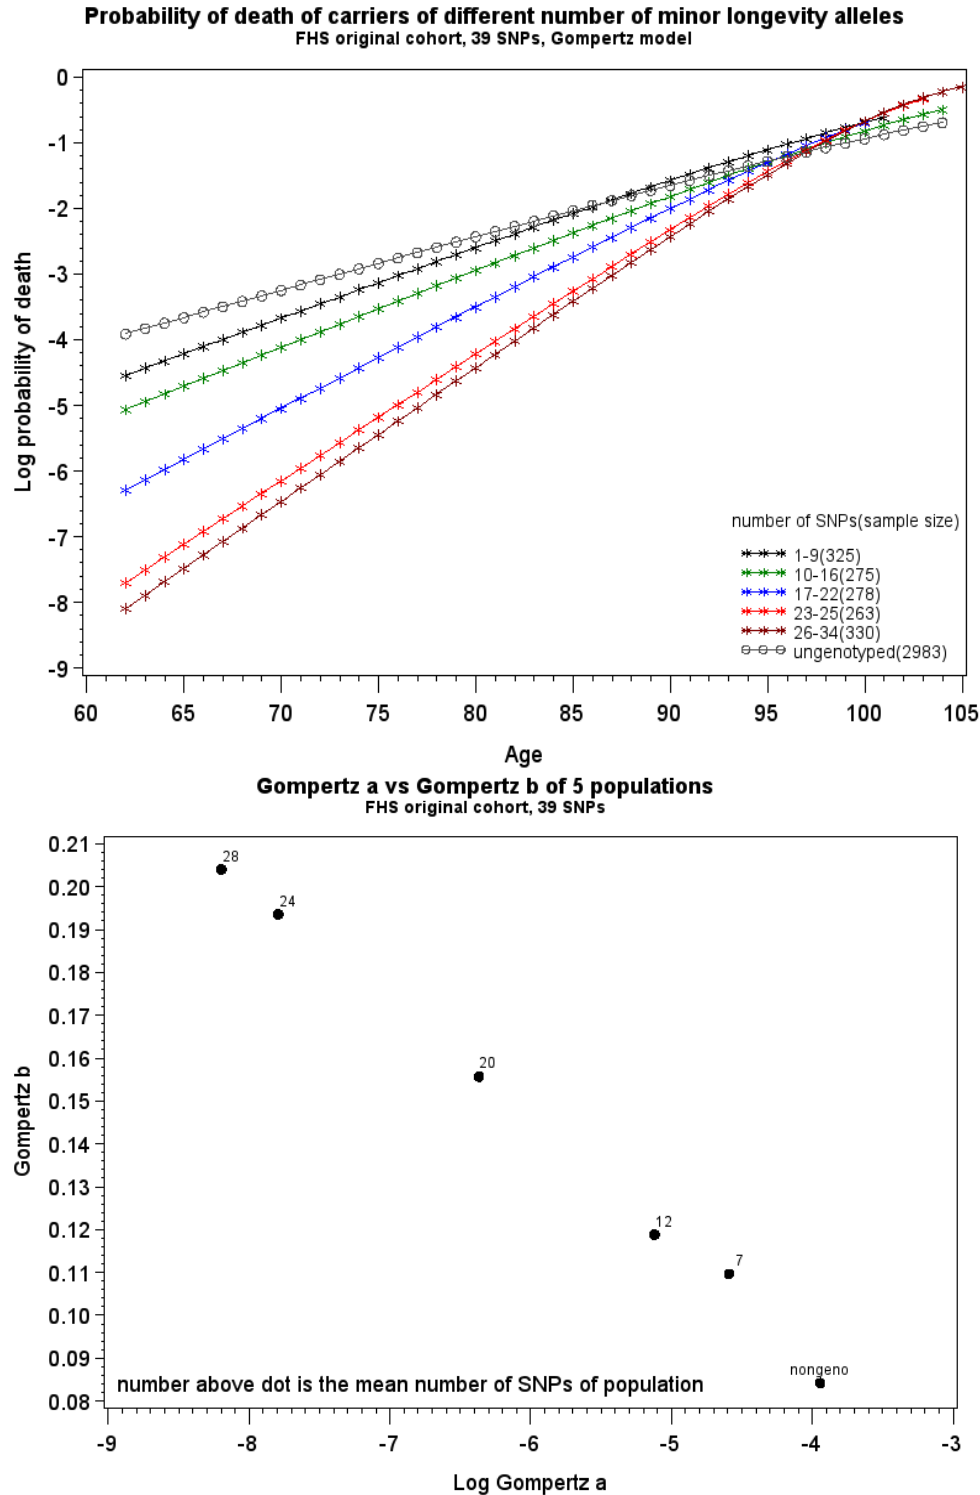 Probability of death of carriers of different number of minor longevity alleles
FHS original cohort, 39 SNPs, Gompertz model
0
-1
-2
-3
-4
-5
-6
-7
-8
-9
Log probability of death
number of SNPs(sample size)
1-9(325)
10-16(275)
17-22(278)
23-25(263)
26-34(330)
ungenotyped(2983)
60 65 70 75 80 85 90 95 100 105
Age
Gompertz a vs Gompertz b of 5 populations
FHS original cohort, 39 SNPs
0.21
0.20
0.19
0.18
0.17
0.16
0.15
0.14
0.13
0.12
0.11
0.10
0.09
0.08
Gompertz b
28
24
20
12
7
nongeno
number above dot is the mean number of SNPs of population
-9 -8 -7 -6 -5 -4 -3
Log Gompertz a